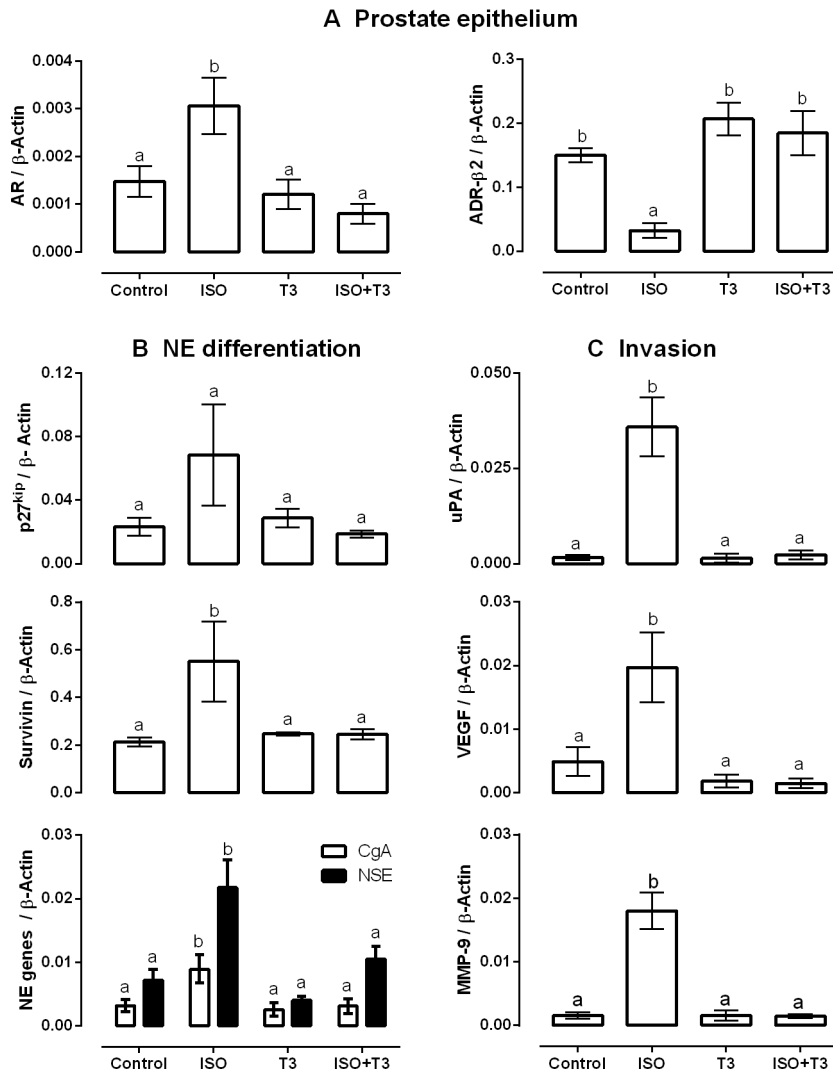 A Prostate epithelium
AR / β-Actin
0.004
0.003
0.002
0.001
0.000
a
b
a
a
Control ISO T3 ISO+T3
ADR-β2 / β-Actin
0.3
0.2
0.1
0.0
b
a
b
b
Control ISO T3 ISO+T3
B NE differentiation
p27kip / β- Actin
0.12
0.08
0.04
0.00
a
a
a
a
Survivin / β-Actin
0.8
0.6
0.4
0.2
0.0
a
b
a
a
NE genes / β-Actin
0.03
0.02
0.01
0.00
CgA
NSE
a a
b b
a a
a a
Control ISO T3 ISO+T3
C Invasion
uPA / β-Actin
0.050
0.025
0.000
a
b
a
a
VEGF / β-Actin
0.03
0.02
0.01
0.00
a
b
a
a
MMP-9 / β-Actin
0.03
0.02
0.01
0.00
a
b
a
a
Control ISO T3 ISO+T3